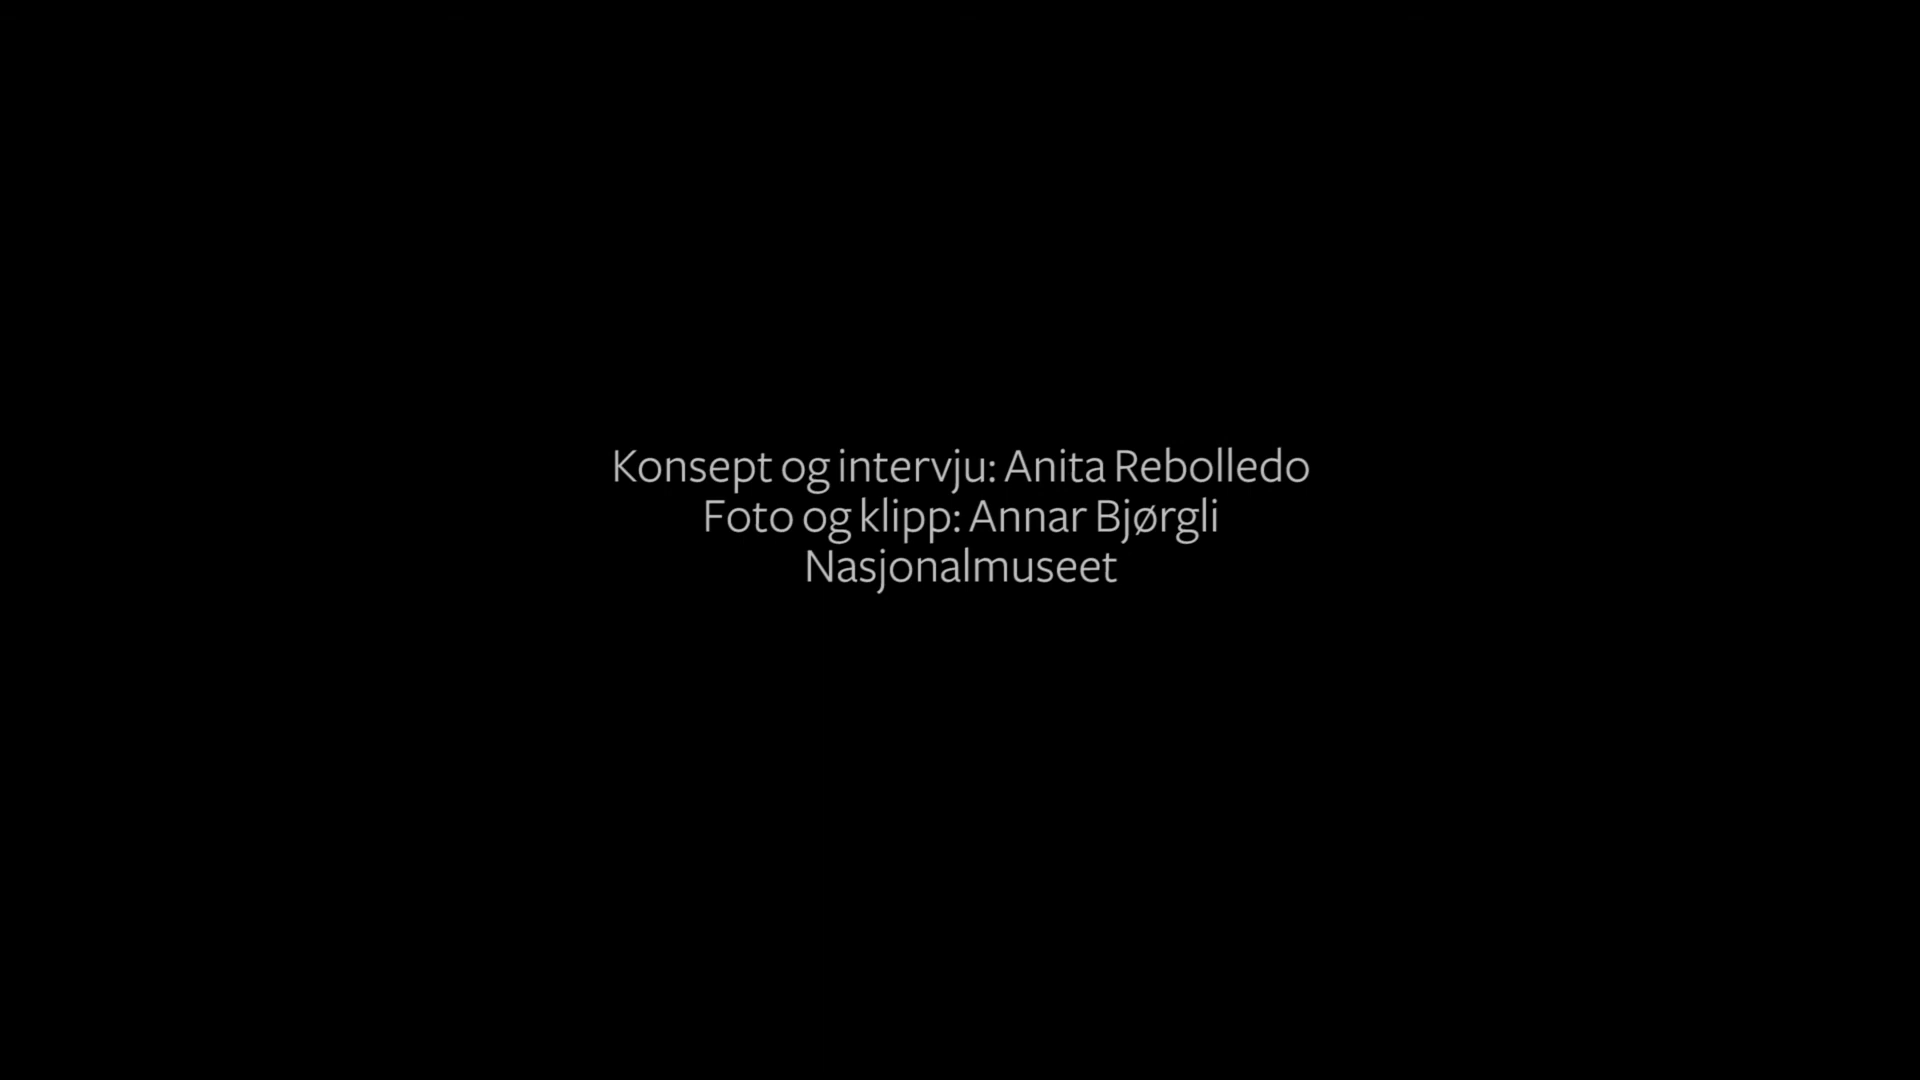 Konsept og intervju: Anita Rebolledo
Foto og klipp: Annar Bjørgli
Nasjonalmuseet